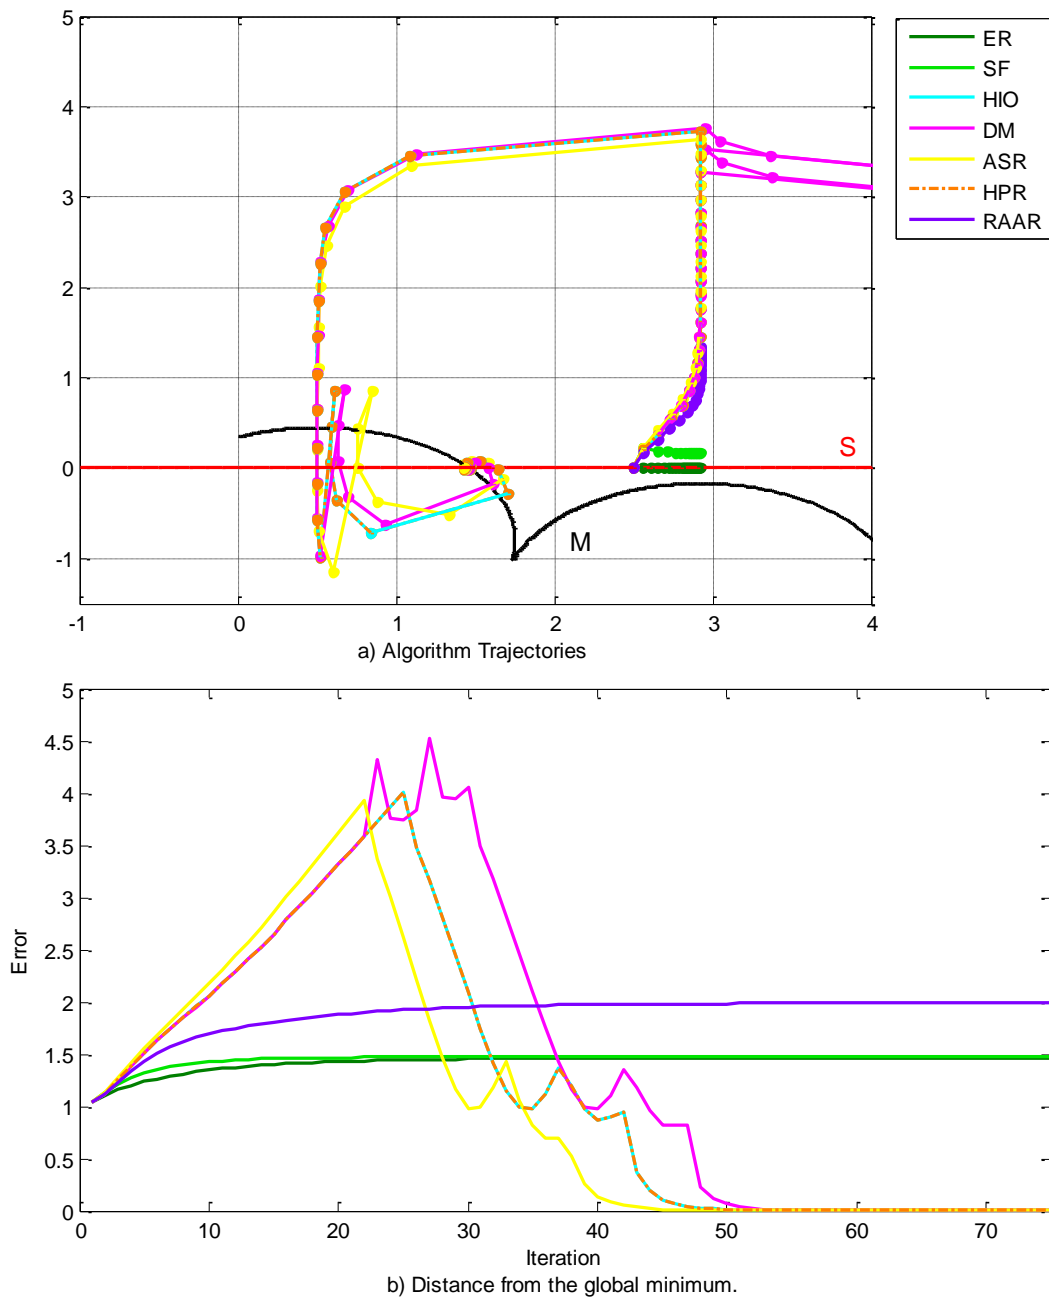 5
4
3
2
1
0
-1
-1
0
1
2
3
4
S
M
a) Algorithm Trajectories
ER
SF
HIO
DM
ASR
HPR
RAAR
5
4.5
4
3.5
3
2.5
2
1.5
1
0.5
0
Error
0
10
20
30
40
50
60
70
Iteration
b) Distance from the global minimum.